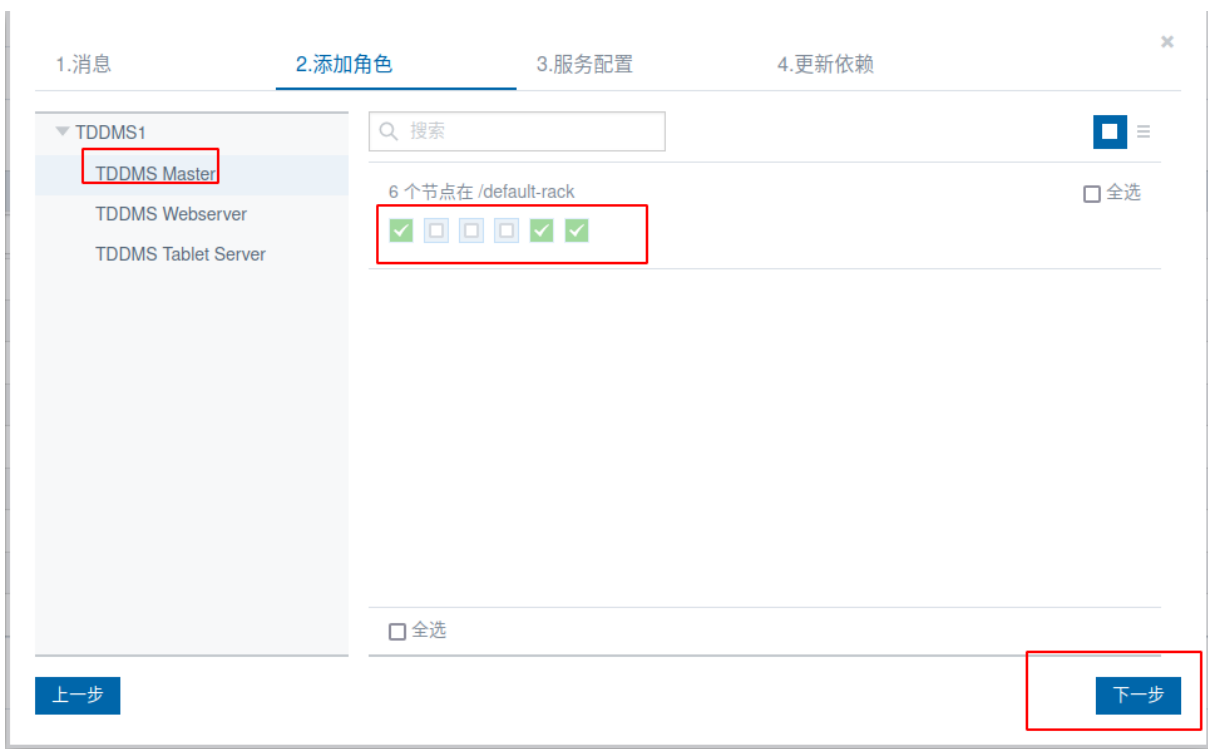 1.消息
2.添加角色
3.服务配置
4.更新依赖
TDDMS1
TDDMS Master
TDDMS Webserver
TDDMS Tablet Server
搜索
6 个节点在 /default-rack
全选
全选
上一步
下一步